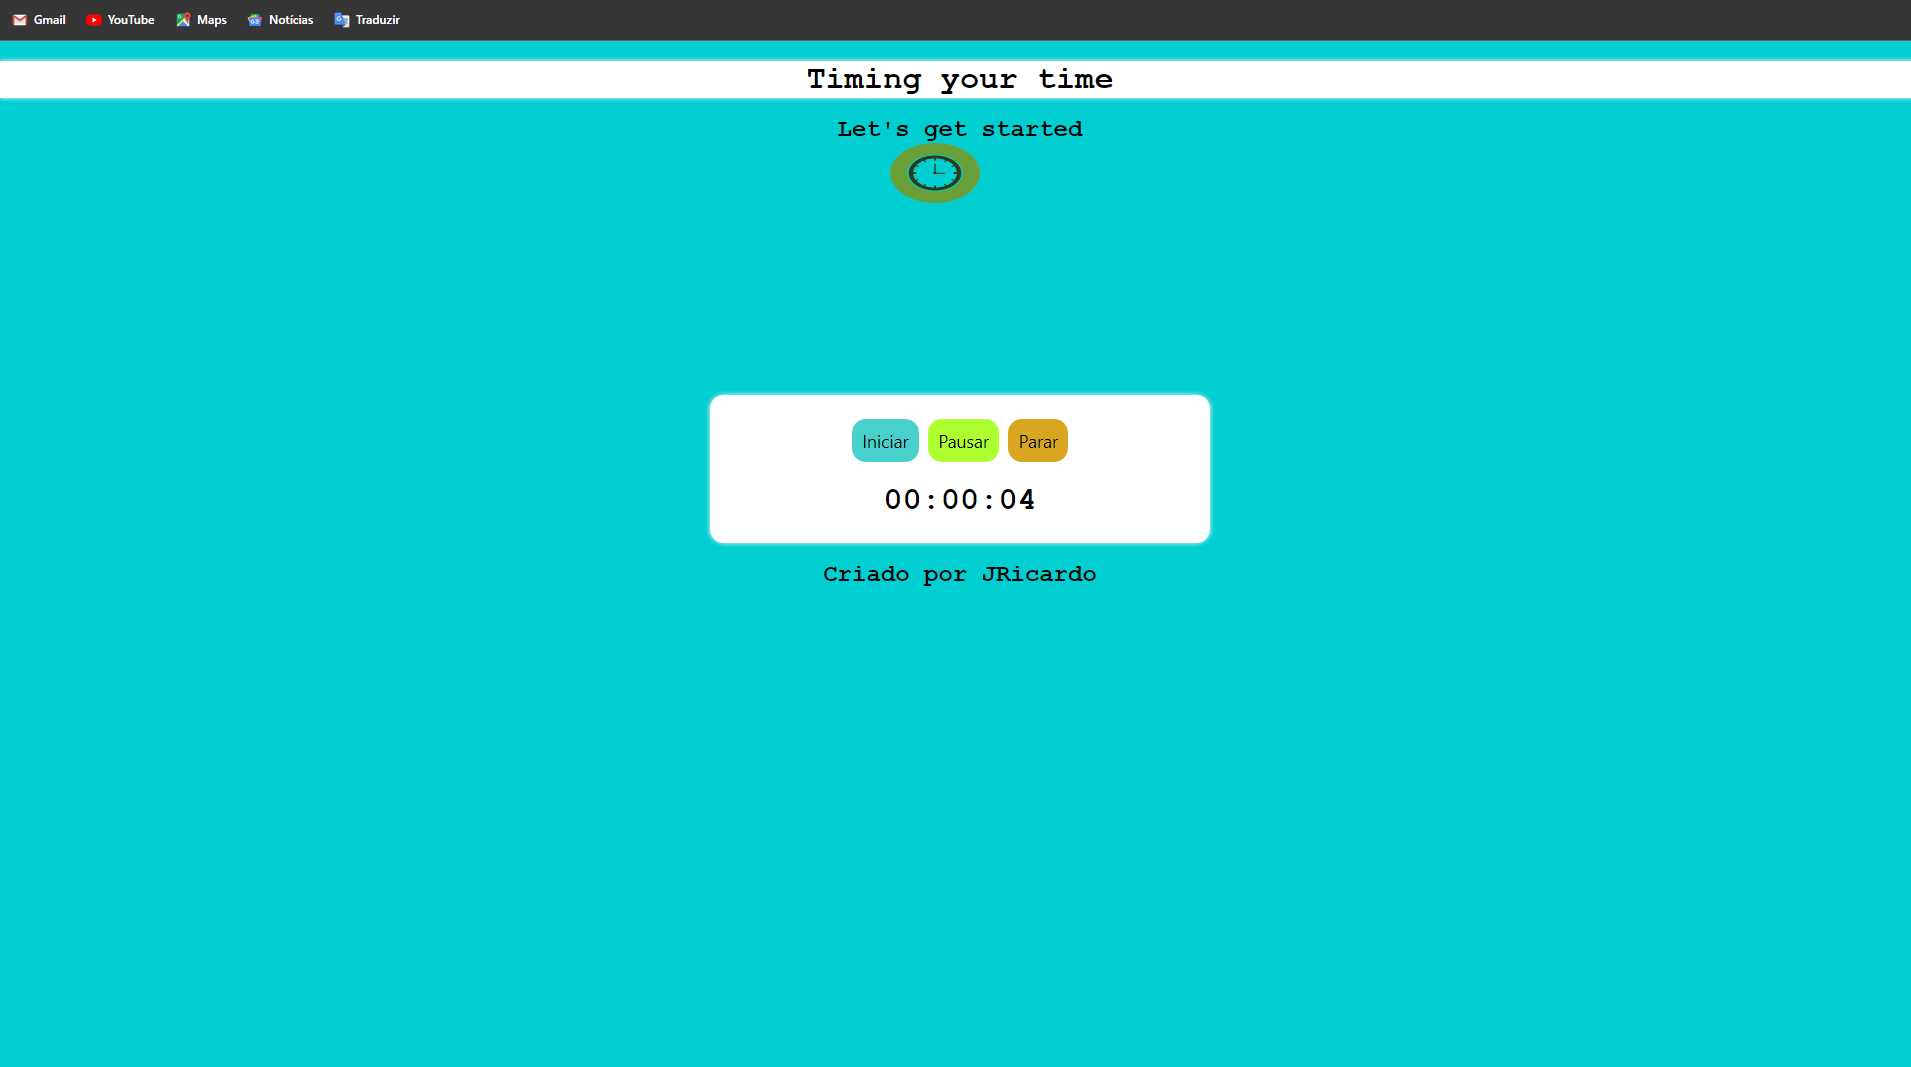 Gmail YouTube Maps Notícias Traduzir
Timing your time
Let's get started
Iniciar Pausar Parar
00:00:04
Criado por JRicardo